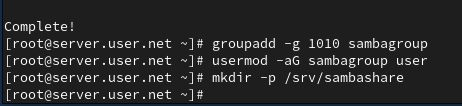 Complete!
[root@server.user.net ~]# groupadd -g 1010 sambagroup
[root@server.user.net ~]# usermod -aG sambagroup user
[root@server.user.net ~]# mkdir -p /srv/sambashare
[root@server.user.net ~]#